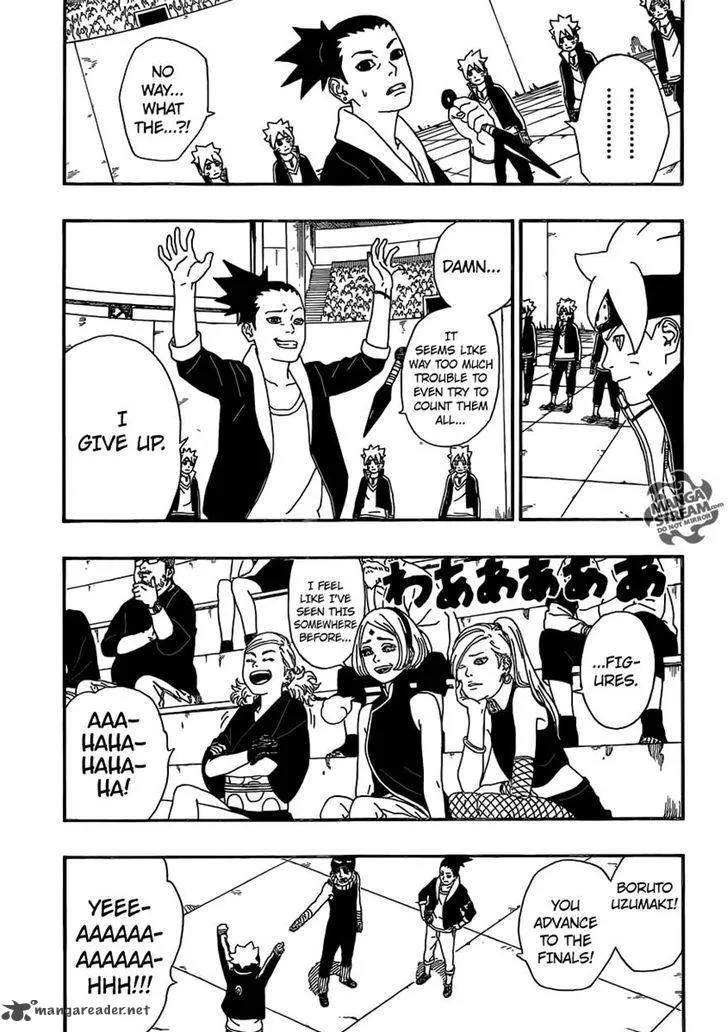 .........
NO
WAY...
WHAT
THE...?!
DAMN...
IT
SEEMS LIKE
WAY TOO MUCH
TROUBLE TO
EVEN TRY TO
COUNT THEM
ALL...
I
GIVE UP.
MANGA
STREAM.com
DO NOT MIRROR
わあああああ
...FIG-
URES.
I FEEL
LIKE I'VE
SEEN THIS
SOMEWHERE
BEFORE...
AAA-
HAHA-
HAHA-
HA!
BORUTO
UZUMAKI!
YOU
ADVANCE
TO THE
FINALS!
YEEE-
AAAAAA-
AAAAAA-
HHH!!!
mangareader.net